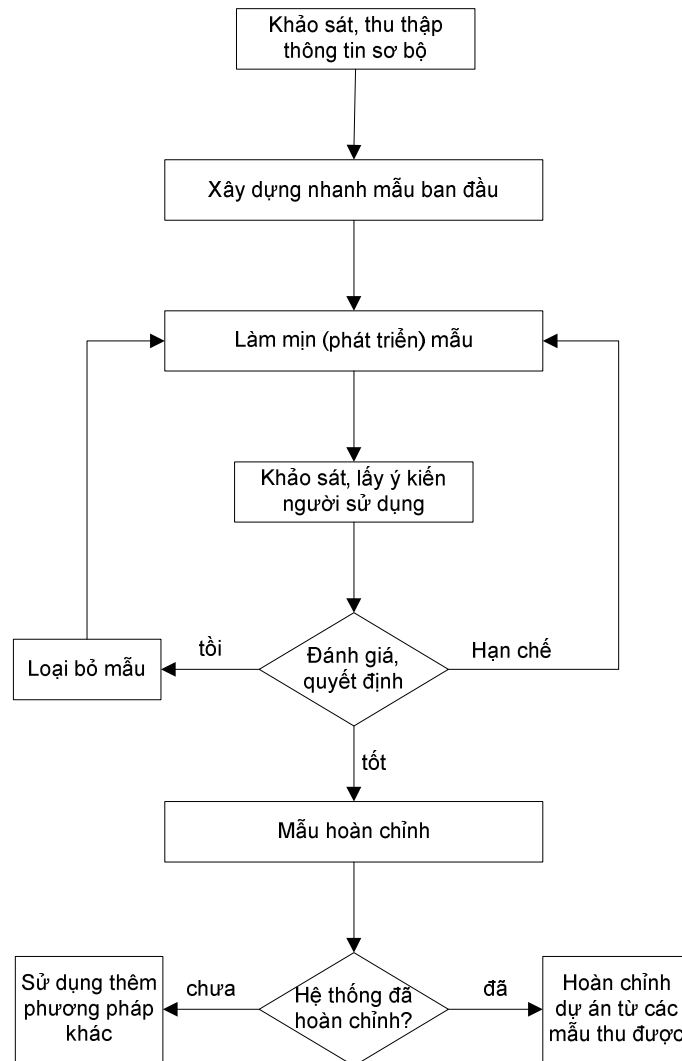 Khảo sát, thu thập
thông tin sơ bộ
Xây dựng nhanh mẫu ban đầu
Làm mịn (phát triển) mẫu
Khảo sát, lấy ý kiến
người sử dụng
Loại bỏ mẫu
tồi
Đánh giá,
quyết định
Hạn chế
tốt
Mẫu hoàn chỉnh
Sử dụng thêm
phương pháp
khác
chưa
Hệ thống đã
hoàn chỉnh?
đã
Hoàn chỉnh
dự án từ các
mẫu thu được